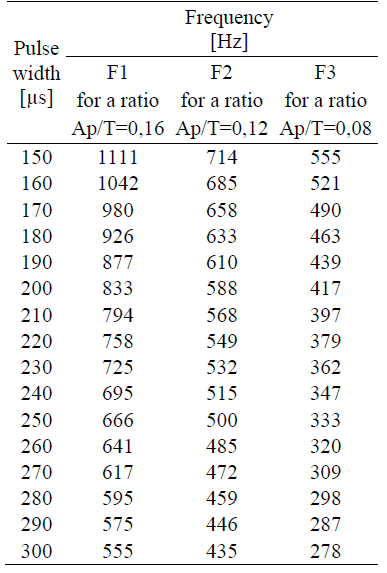 Frequency
[Hz]
Pulse
width
[µs]
F1 F2 F3
for a ratio for a ratio for a ratio
Ap/T=0,16 Ap/T=0,12 Ap/T=0,08
150 1111 714 555
160 1042 685 521
170 980 658 490
180 926 633 463
190 877 610 439
200 833 588 417
210 794 568 397
220 758 549 379
230 725 532 362
240 695 515 347
250 666 500 333
260 641 485 320
270 617 472 309
280 595 459 298
290 575 446 287
300 555 435 278